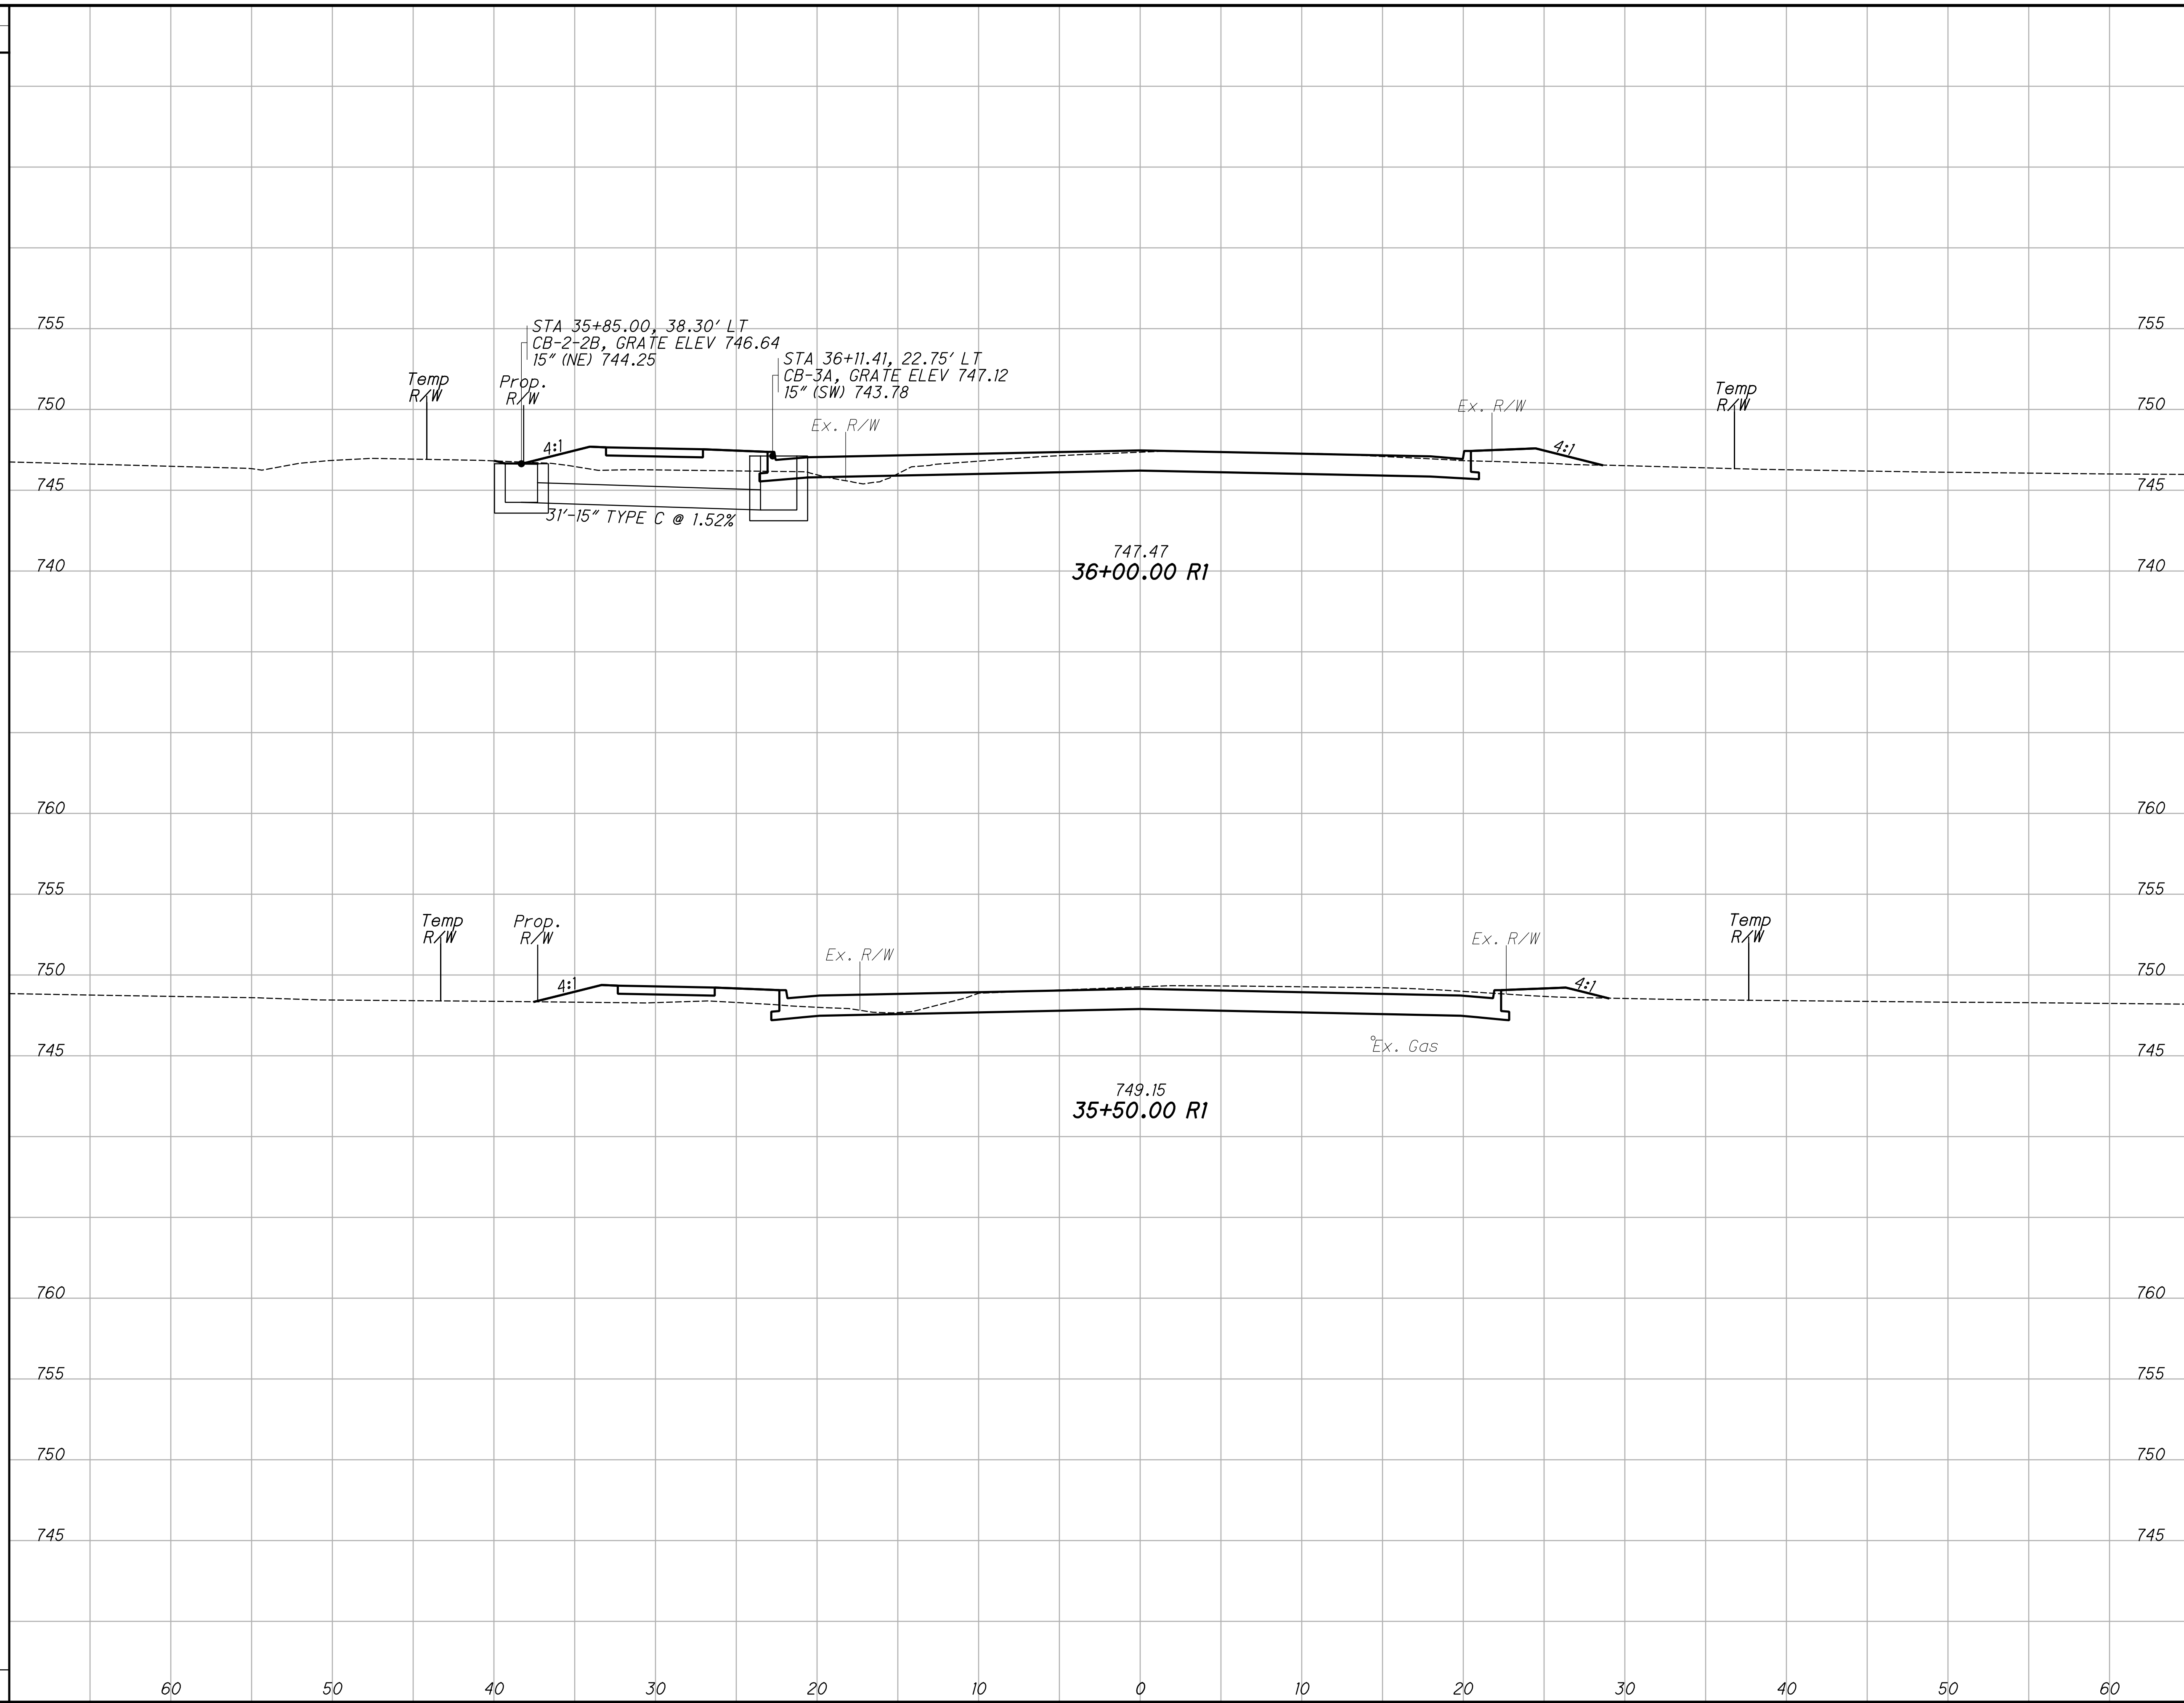 STA 35+85.00, 38.30' LT
CB-2-2B, GRATE ELEV 746.64
15" (NE) 744.25
755
755
STA 36+11.41, 22.75' LT
CB-3A, GRATE ELEV 747.12
15" (SW) 743.78
Temp
R/W
Prop.
R/W
Temp
R/W
750
750
Ex. R/W
Ex. R/W
4:1
4:1
745
745
31'-15" TYPE C @ 1.52%
747.47
36+00.00 R1
740
740
760
760
755
755
Temp
R/W
Prop.
R/W
Ex. R/W
Ex. R/W
Temp
R/W
750
750
4:1
4:1
745
745
Ex. Gas
749.15
35+50.00 R1
760
760
755
755
750
750
745
745
60 50 40 30 20 10 0 10 20 30 40 50 60